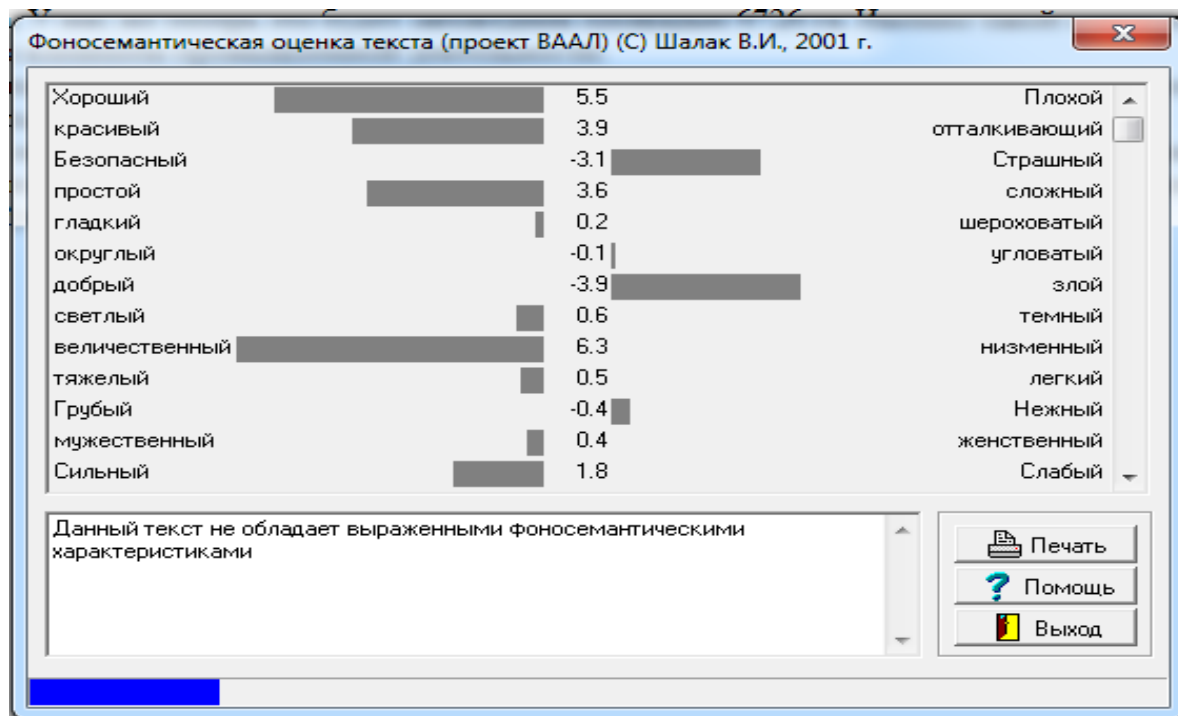 Фоносемантическая оценка текста (проект ВААЛ) (C) Шалак В.И., 2001 г.
Хороший 5.5 Плохой
красивый 3.9 отталкивающий
Безопасный -3.1 Страшный
простой 3.6 сложный
гладкий 0.2 шероховатый
округлый -0.1 угловатый
добрый -3.9 злой
светлый 0.6 темный
величественный 6.3 низменный
тяжелый 0.5 легкий
Грубый -0.4 Нежный
мужественный 0.4 женственный
Сильный 1.8 Слабый
Данный текст не обладает выраженными фоносемантическими
характеристиками
Печать
Помощь
Выход